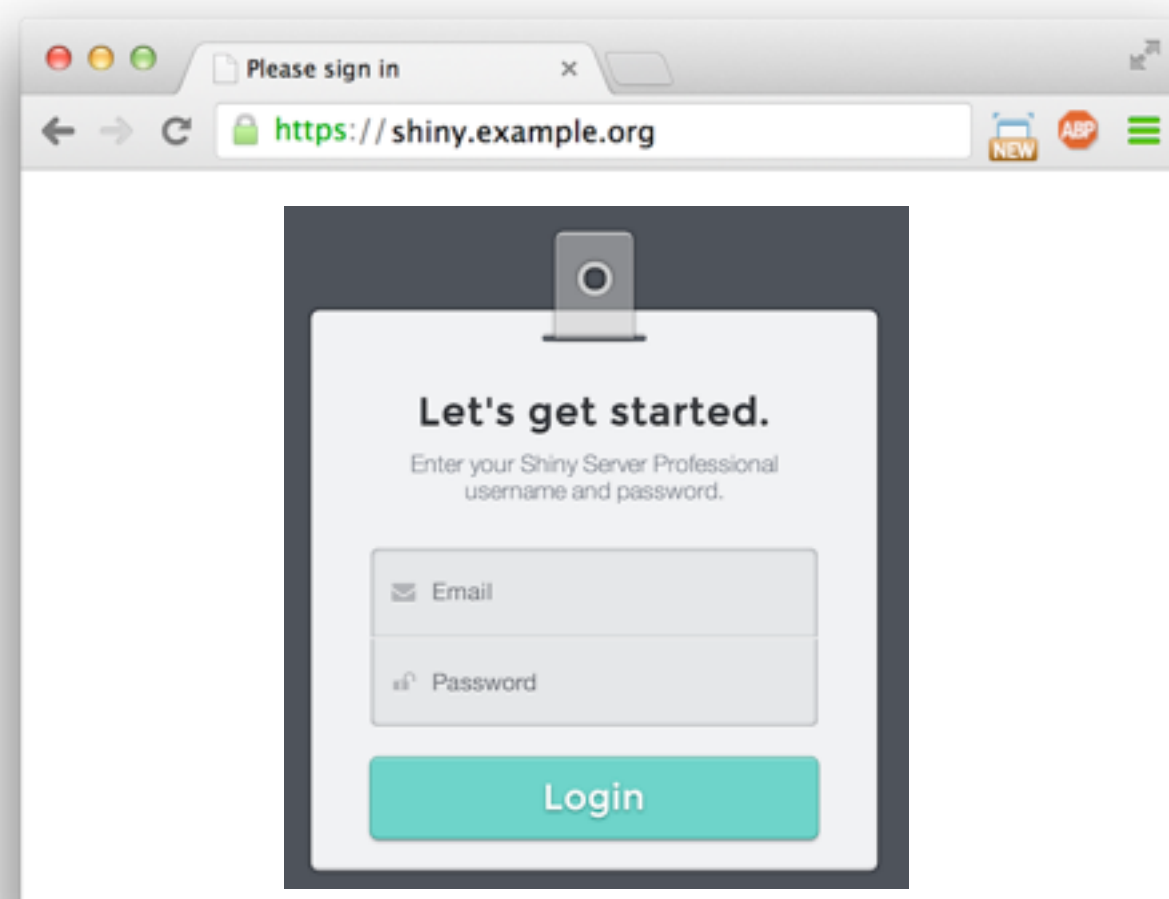 Please sign in
https://shiny.example.org
NEW
ABP
Let's get started.
Enter your Shiny Server Professional
username and password.
Email
Password
Login